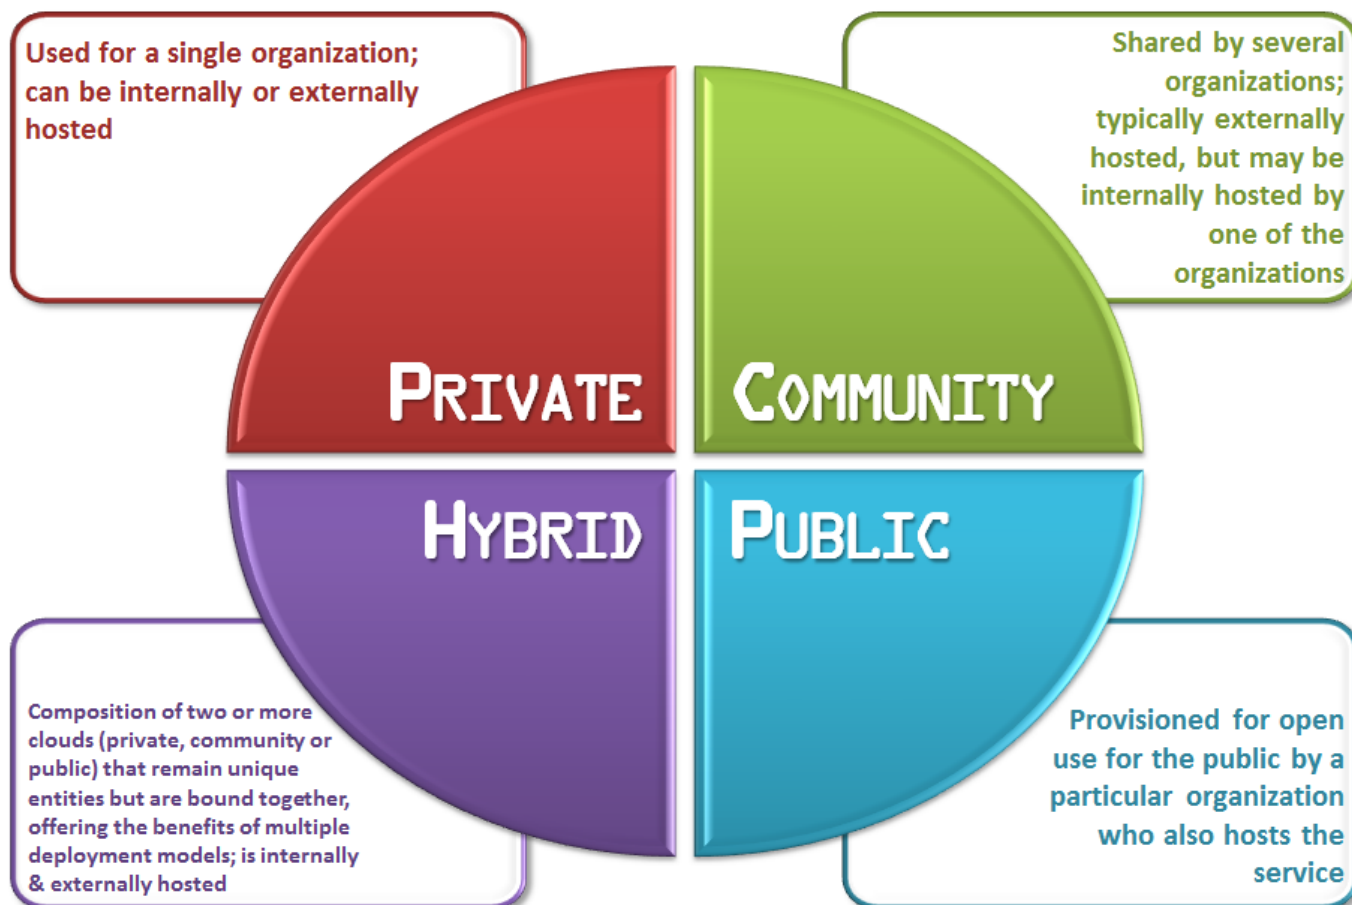 Used for a single organization;
can be internally or externally
hosted
Shared by several
organizations;
typically externally
hosted, but may be
internally hosted by
one of the
organizations
PRIVATE
COMMUNITY
HYBRID
PUBLIC
Composition of two or more
clouds (private, community or
public) that remain unique
entities but are bound together,
offering the benefits of multiple
deployment models; is internally
& externally hosted
Provisioned for open
use for the public by a
particular organization
who also hosts the
service